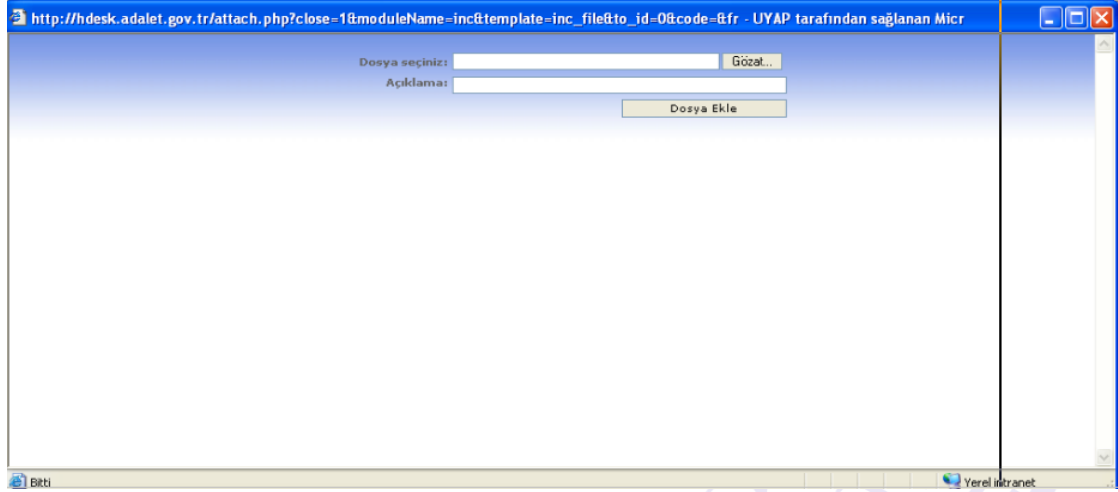 http://hdesk.adalet.gov.tr/attach.php?close=1&moduleName=inc&template=inc_file&to_id=0&code=&fr - UYAP tarafından sağlanan Micr
Dosya seçiniz: Gözat...
Açıklama:
Dosya Ekle
Bitti Yerel intranet